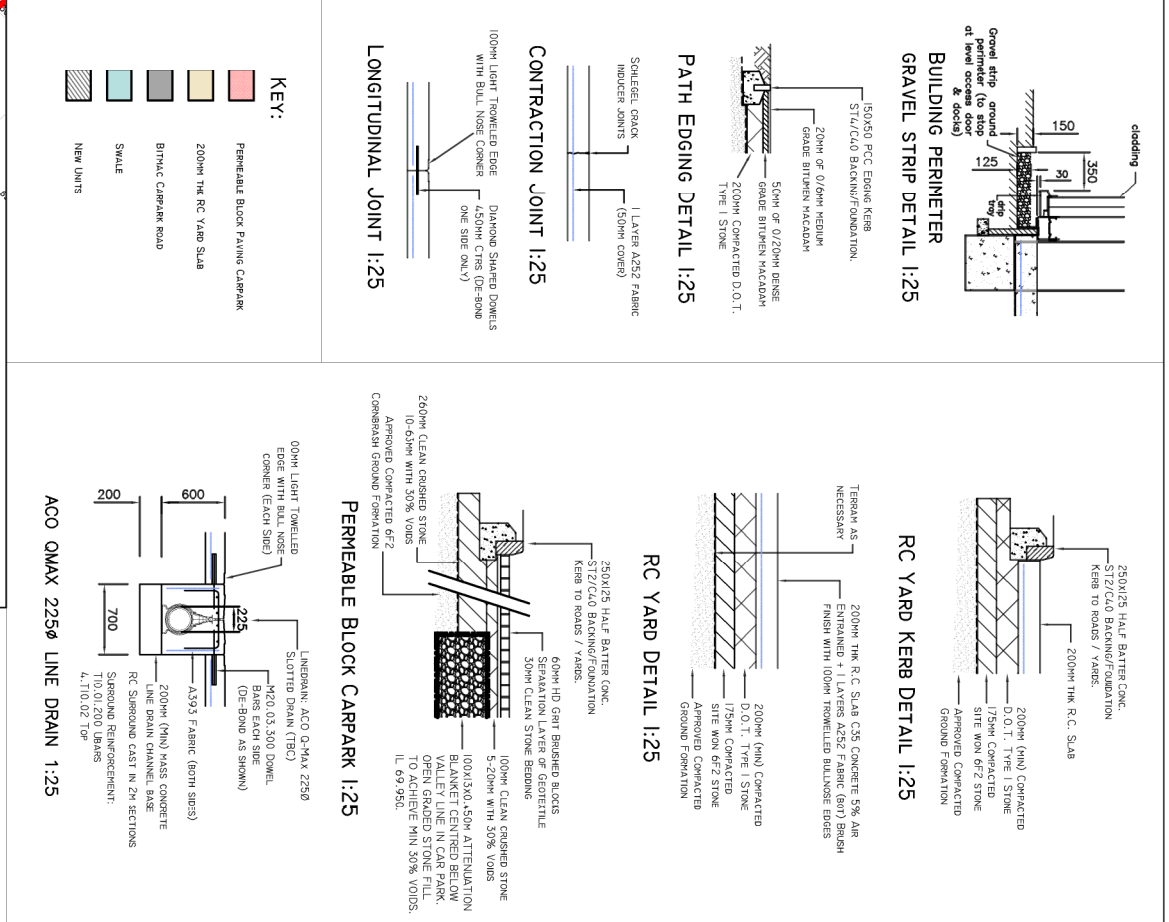 cladding
350
30
150
125
drip
tray
Gravel strip around
perimeter (to stop
at level access door
& docks)
BUILDING PERIMETER
GRAVEL STRIP DETAIL 1:25
150x50 PCC EDGING KERB
ST4/C40 BACKING/FOUNDATION.
20MM OF 0/6MM MEDIUM
GRADE BITUMEN MACADAM
50MM OF 0/20MM DENSE
GRADE BITUMEN MACADAM
200MM COMPACTED D.O.T.
TYPE 1 STONE
PATH EDGING DETAIL 1:25
SCHLEGEL CRACK
INDUCER JOINTS
1 LAYER A252 FABRIC
(50MM COVER)
CONTRACTION JOINT 1:25
100MM LIGHT TROWELED EDGE
WITH BULL NOSE CORNER
DIAMOND SHAPED DOWELS
450MM CTRS (DE-BOND
ONE SIDE ONLY)
LONGITUDINAL JOINT 1:25
KEY:
PERMEABLE BLOCK PAVING CARPARK
200MM THK RC YARD SLAB
BITMAC CARPARK ROAD
SWALE
NEW UNITS
250x125 HALF BATTER CONC.
ST2/C40 BACKING/FOUNDATION
KERB TO ROADS / YARDS.
200MM THK R.C. SLAB
200MM (MIN) COMPACTED
D.O.T. TYPE 1 STONE
175MM COMPACTED
SITE WON 6F2 STONE
APPROVED COMPACTED
GROUND FORMATION
RC YARD KERB DETAIL 1:25
TERRAM AS
NECESSARY
200MM THK R.C. SLAB C35 CONCRETE 5% AIR
ENTRAINED + 1 LAYERS A252 FABRIC (BOT) BRUSH
FINISH WITH 100MM TROWELLED BULLNOSE EDGES
200MM (MIN) COMPACTED
D.O.T. TYPE 1 STONE
175MM COMPACTED
SITE WON 6F2 STONE
APPROVED COMPACTED
GROUND FORMATION
RC YARD DETAIL 1:25
250x125 HALF BATTER CONC.
ST2/C40 BACKING/FOUNDATION
KERB TO ROADS / YARDS.
60MM HD GRIT BRUSHED BLOCKS
SEPARATION LAYER OF GEOTEXTILE
30MM CLEAN STONE BEDDING
100MM CLEAN CRUSHED STONE
5-20MM WITH 30% VOIDS
260MM CLEAN CRUSHED STONE
10-63MM WITH 30% VOIDS
APPROVED COMPACTED 6F2
CORNBRASH GROUND FORMATION
100x13x0.450M ATTENUATION
BLANKET CENTRED BELOW
VALLEY LINE IN CAR PARK.
OPEN GRADED STONE FILL
TO ACHIEVE MIN 30% VOIDS.
IL 69.950.
PERMEABLE BLOCK CARPARK 1:25
00MM LIGHT TOWELLED
EDGE WITH BULL NOSE
CORNER (EACH SIDE)
600
200
225
700
LINEDRAIN: ACO Q-MAX 225Ø
SLOTTED DRAIN (TBC)
M20.03.300 DOWEL
BARS EACH SIDE
(DE-BOND AS SHOWN)
A393 FABRIC (BOTH SIDES)
200MM (MIN) MASS CONCRETE
LINE DRAIN CHANNEL BASE
RC SURROUND CAST IN 2M SECTIONS
SURROUND REINFORCEMENT:
T10.01.200 UBARS
4.T10.02 TOP
ACO QMAX 225Ø LINE DRAIN 1:25